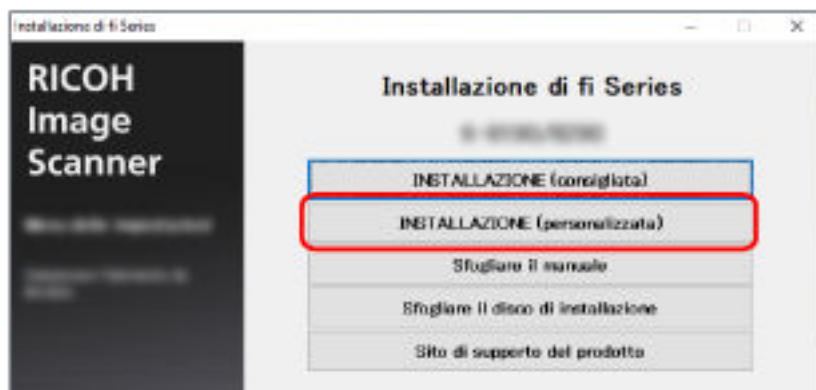 Installazione di fi Series
RICOH
Image
Scanner
Installazione di fi Series
INSTALLAZIONE (consigliata)
INSTALLAZIONE (personalizzata)
Sfogliare il manuale
Sfogliare il disco di installazione
Sito di supporto del prodotto